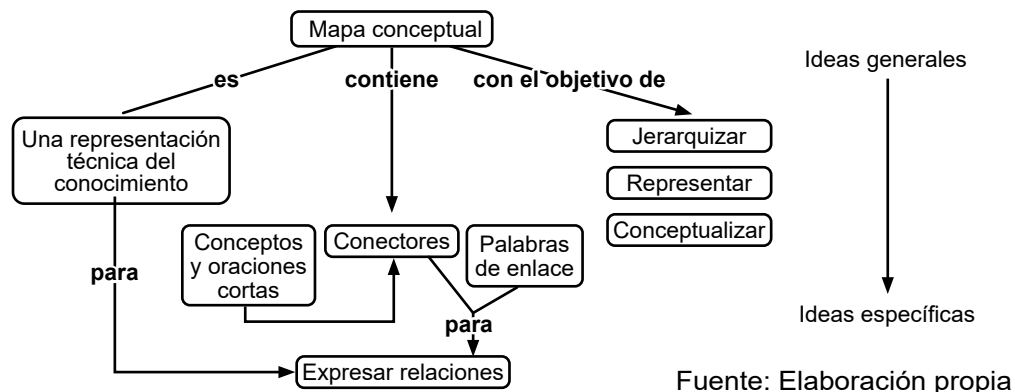 Mapa conceptual
es
contiene
con el objetivo de
Ideas generales
Una representación
técnica del
conocimiento
Jerarquizar
Representar
Conceptualizar
Conceptos
y oraciones
cortas
Conectores
Palabras
de enlace
para
para
Expresar relaciones
Ideas específicas
Fuente: Elaboración propia